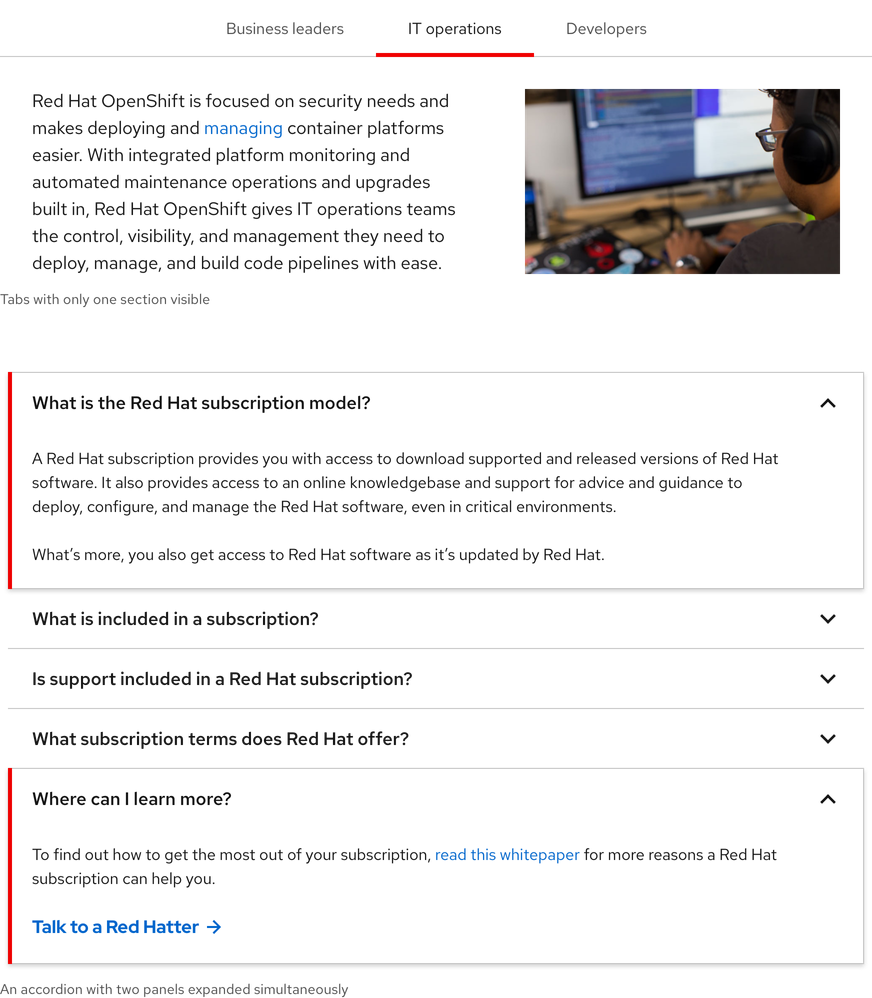 Business leaders
IT operations
Developers
Red Hat OpenShift is focused on security needs and
makes deploying and managing container platforms
easier. With integrated platform monitoring and
automated maintenance operations and upgrades
built in, Red Hat OpenShift gives IT operations teams
the control, visibility, and management they need to
deploy, manage, and build code pipelines with ease.
Tabs with only one section visible
What is the Red Hat subscription model?
A Red Hat subscription provides you with access to download supported and released versions of Red Hat
software. It also provides access to an online knowledgebase and support for advice and guidance to
deploy, configure, and manage the Red Hat software, even in critical environments.
What’s more, you also get access to Red Hat software as it’s updated by Red Hat.
What is included in a subscription?
Is support included in a Red Hat subscription?
What subscription terms does Red Hat offer?
Where can I learn more?
To find out how to get the most out of your subscription, read this whitepaper for more reasons a Red Hat
subscription can help you.
Talk to a Red Hatter →
An accordion with two panels expanded simultaneously